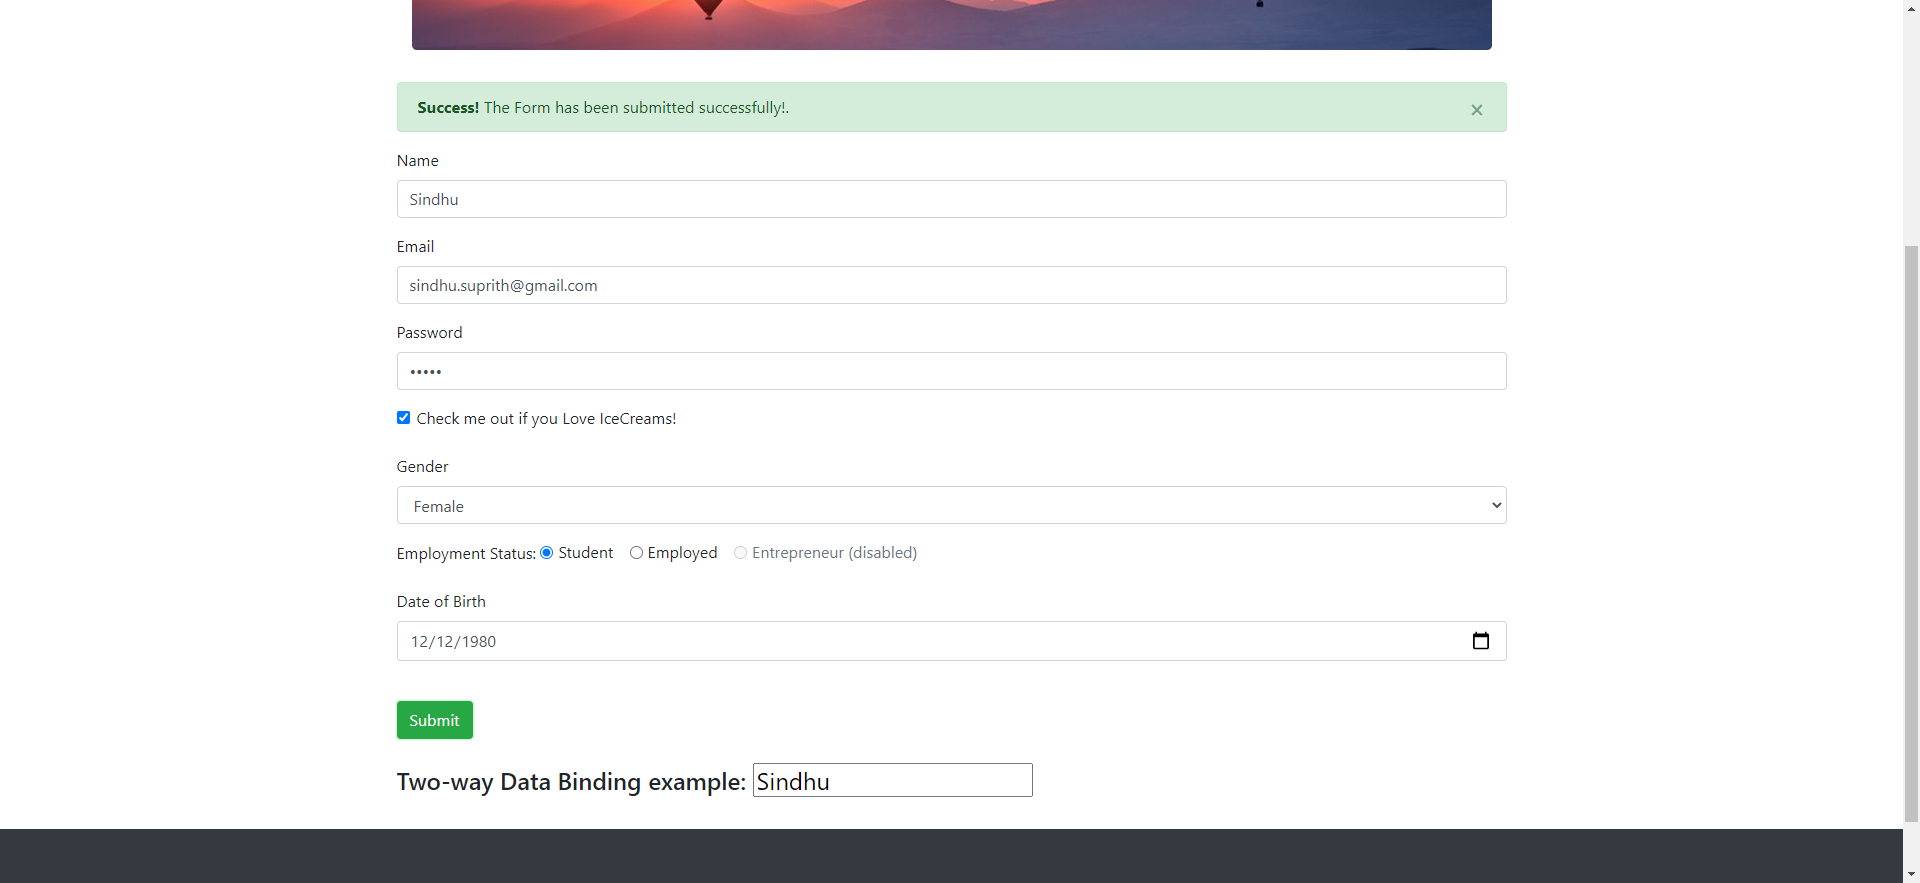 Success! The Form has been submitted successfully!.
×
Name
Sindhu
Email
sindhu.suprith@gmail.com
Password
•••••
Check me out if you Love IceCreams!
Gender
Female
Employment Status: Student Employed Entrepreneur (disabled)
Date of Birth
12/12/1980
Submit
Two-way Data Binding example: Sindhu